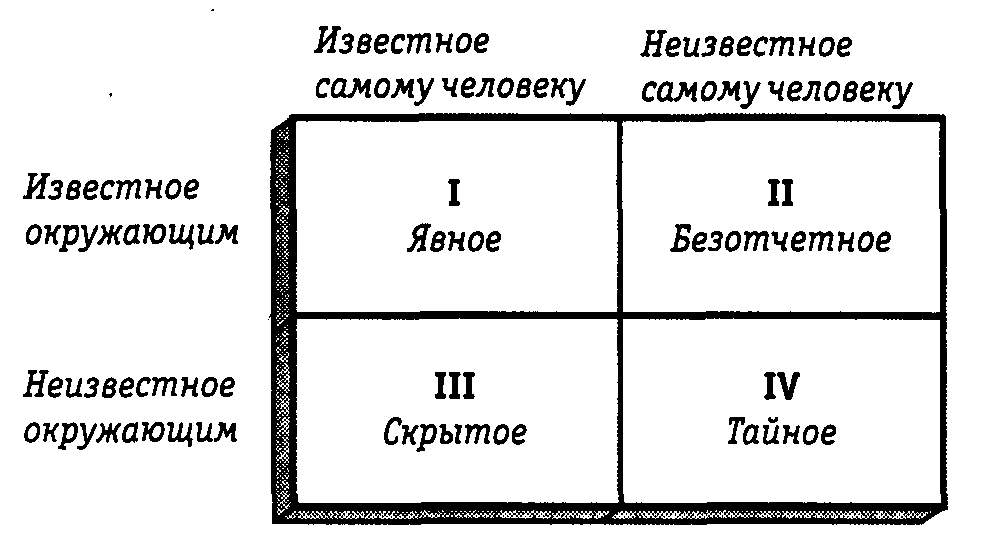 Известное
самому человеку
Неизвестное
самому человеку
Известное
окружающим
I
Явное
II
Безотчетное
Неизвестное
окружающим
III
Скрытое
IV
Тайное